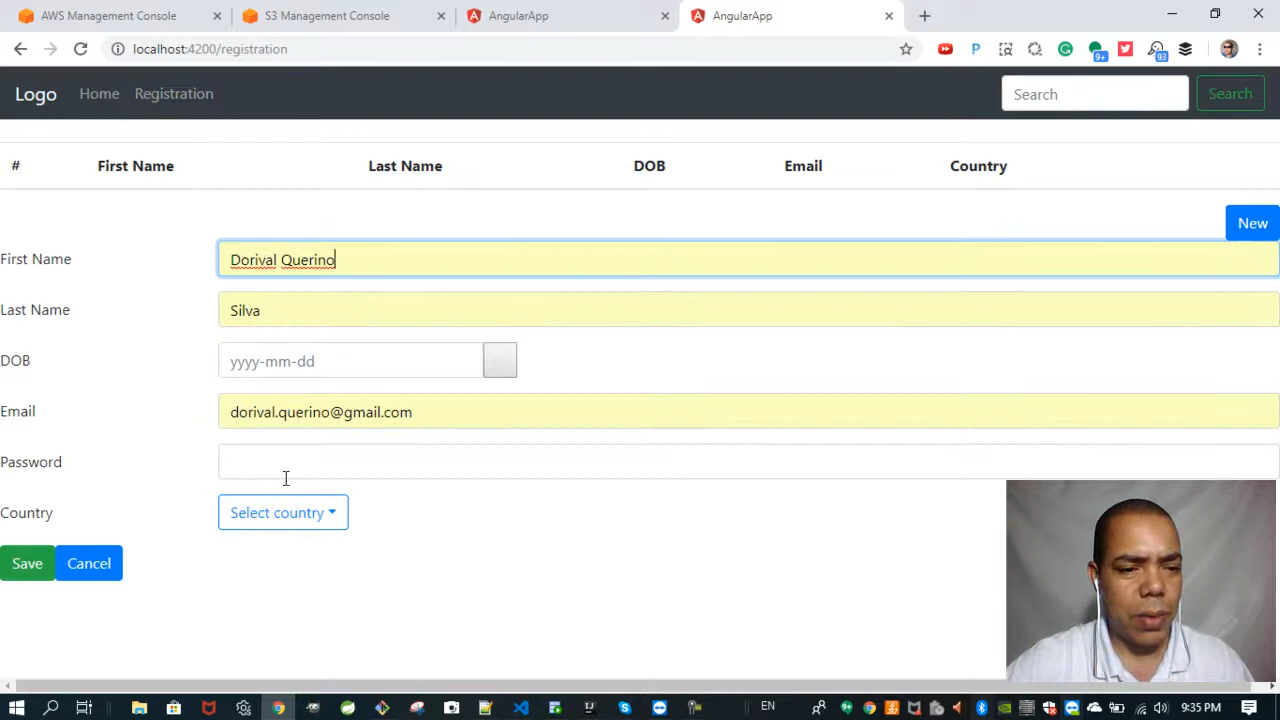 AWS Management Console
S3 Management Console
AngularApp
AngularApp
localhost:4200/registration
9+
93
Logo Home Registration
Search
Search
# First Name Last Name DOB Email Country
New
First Name Dorival Querino
Last Name Silva
DOB yyyy-mm-dd
Email dorival.querino@gmail.com
Password
Country Select country
Save Cancel
EN
9:35 PM